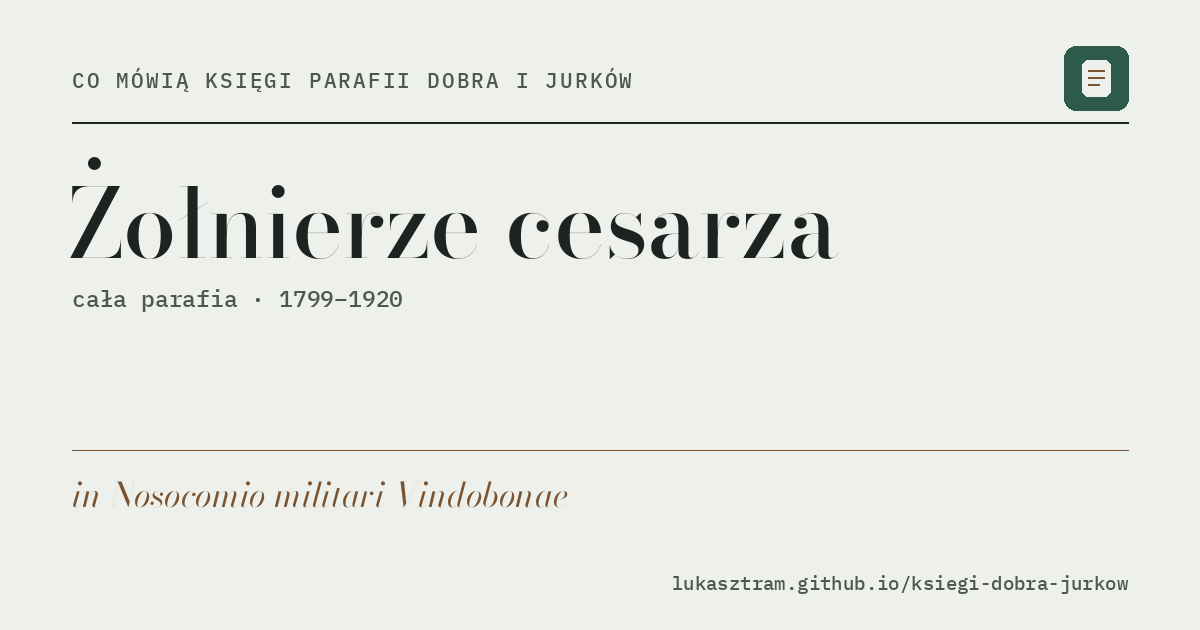 CO MÓWIĄ KSIĘGI PARAFII DOBRA I JURKÓW
Żołnierze cesarza
cała parafia · 1799–1920
in Nosocomio militari Vindobonae
lukasztram.github.io/ksiegi-dobra-jurkow